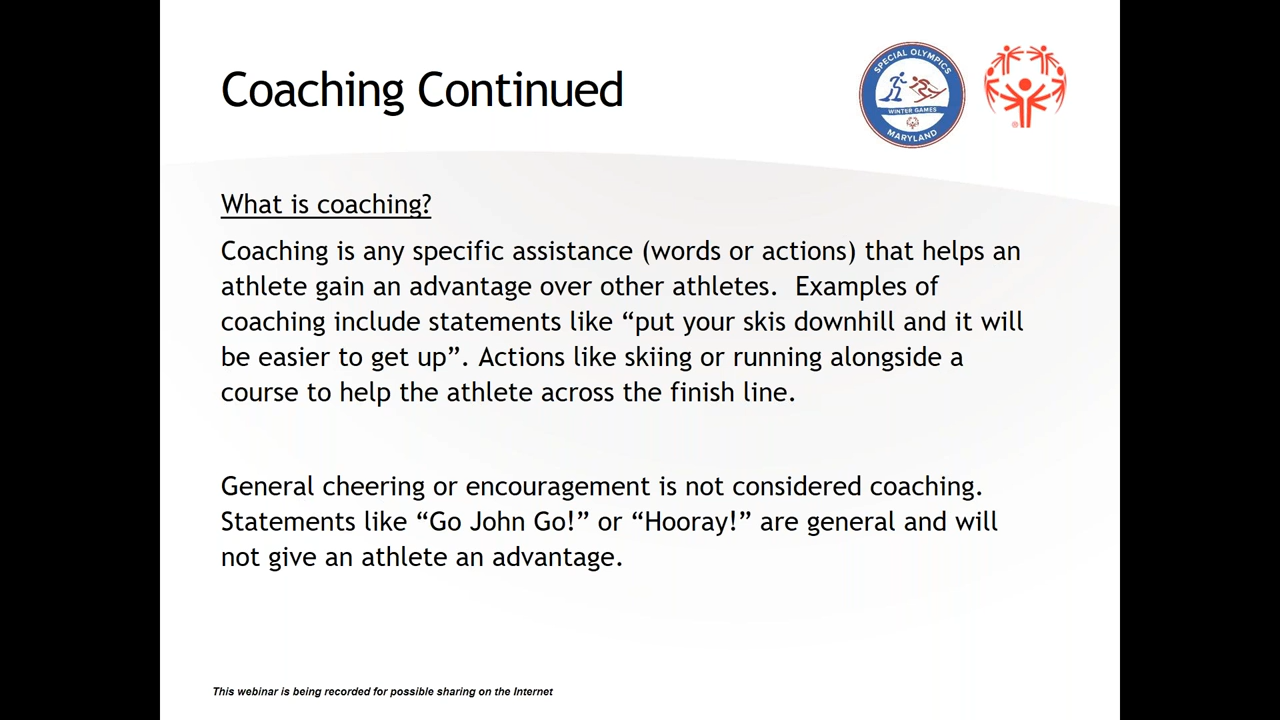 Coaching Continued
SPECIAL OLYMPICS
WINTER GAMES
MARYLAND
®
What is coaching?
Coaching is any specific assistance (words or actions) that helps an
athlete gain an advantage over other athletes.  Examples of
coaching include statements like “put your skis downhill and it will
be easier to get up”. Actions like skiing or running alongside a
course to help the athlete across the finish line.
General cheering or encouragement is not considered coaching.
Statements like “Go John Go!” or “Hooray!” are general and will
not give an athlete an advantage.
This webinar is being recorded for possible sharing on the Internet